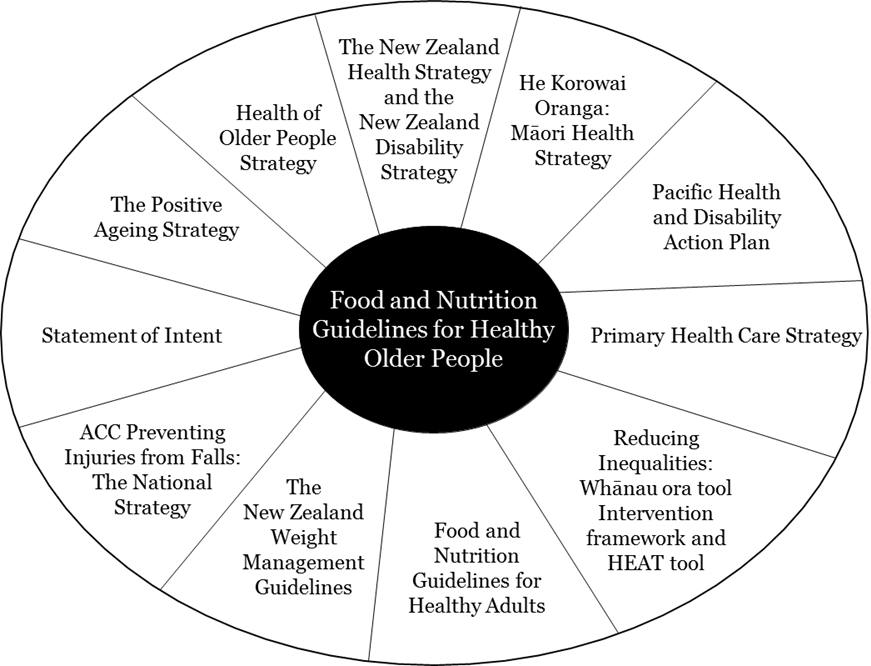 The New Zealand
Health Strategy
and the
New Zealand
Disability
Strategy
He Korowai
Oranga:
Māori Health
Strategy
Pacific Health
and Disability
Action Plan
Primary Health Care Strategy
Reducing
Inequalities:
Whānau ora tool
Intervention
framework and
HEAT tool
Food and
Nutrition
Guidelines for
Healthy Adults
The
New Zealand
Weight
Management
Guidelines
ACC Preventing
Injuries from Falls:
The National
Strategy
Statement of Intent
The Positive
Ageing Strategy
Health of
Older People
Strategy
Food and Nutrition
Guidelines for Healthy
Older People